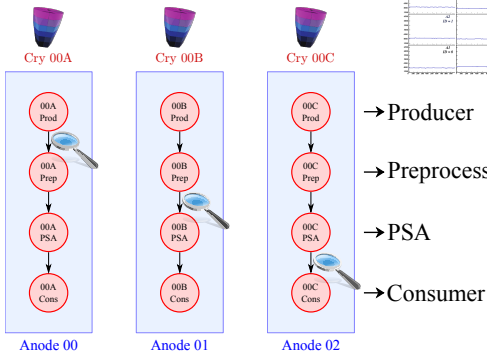 Cry 00A
Cry 00B
Cry 00C
00A
Prod
00B
Prod
00C
Prod
Producer
00A
Prep
00B
Prep
00C
Prep
Preprocess
00A
PSA
00B
PSA
00C
PSA
PSA
00A
Cons
00B
Cons
00C
Cons
Consumer
Anode 00
Anode 01
Anode 02